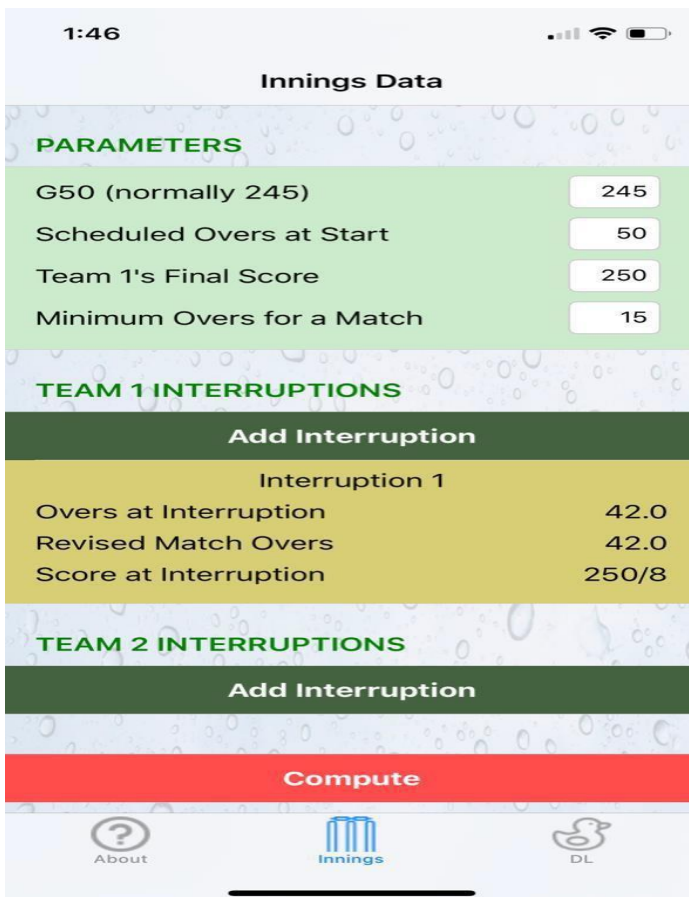 1:46
Innings Data
PARAMETERS
G50 (normally 245) 245
Scheduled Overs at Start 50
Team 1's Final Score 250
Minimum Overs for a Match 15
TEAM 1 INTERRUPTIONS
Add Interruption
Interruption 1
Overs at Interruption 42.0
Revised Match Overs 42.0
Score at Interruption 250/8
TEAM 2 INTERRUPTIONS
Add Interruption
Compute
? 
About Innings DL